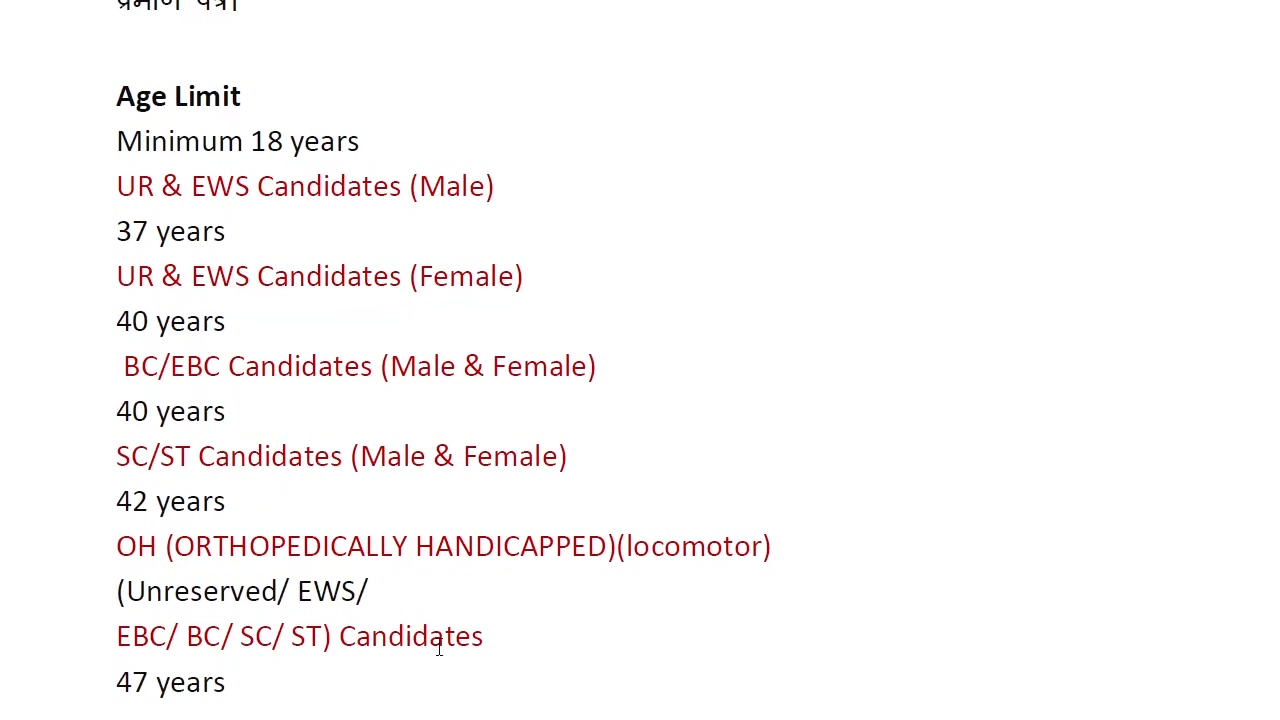 प्रमाण पत्र।
Age Limit
Minimum 18 years
UR & EWS Candidates (Male)
37 years
UR & EWS Candidates (Female)
40 years
BC/EBC Candidates (Male & Female)
40 years
SC/ST Candidates (Male & Female)
42 years
OH (ORTHOPEDICALLY HANDICAPPED)(locomotor)
(Unreserved/ EWS/
EBC/ BC/ SC/ ST) Candidates
47 years